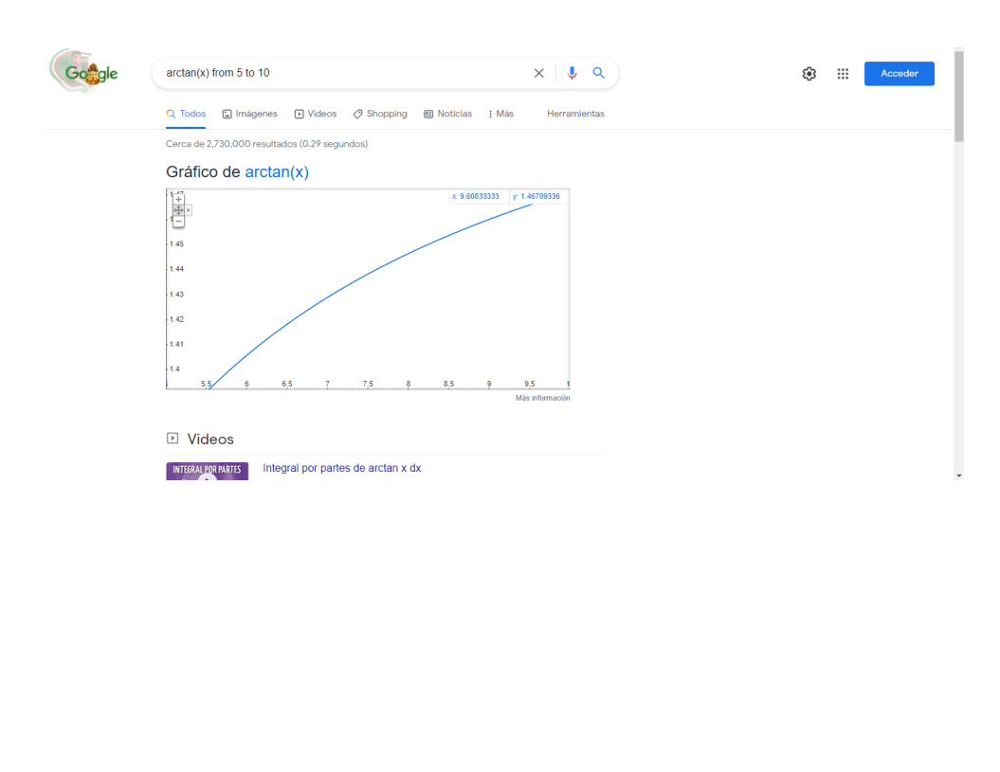 Google
arctan(x) from 5 to 10
Acceder
Todos Imágenes Videos Shopping Noticias Más Herramientas
Cerca de 2,730,000 resultados (0.29 segundos)
Gráfico de arctan(x)
x: 9.60833333 y: 1.46709336
1.45
1.44
1.43
1.42
1.41
1.4
5.5 6 6.5 7 7.5 8 8.5 9 9.5
Más información
Videos
INTEGRAL POR PARTES
Integral por partes de arctan x dx